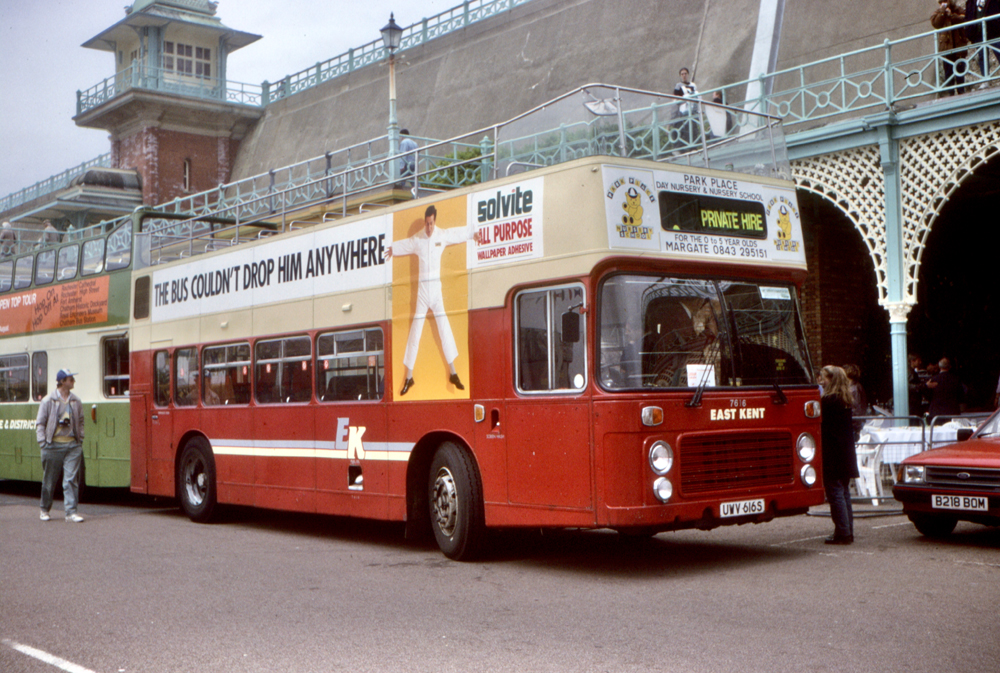 PARK PLACE
DAY NURSERY & NURSERY SCHOOL
PRIVATE HIRE
FOR THE 0 to 5 YEAR OLDS
MARGATE 0843 295151
solvite
ALL PURPOSE
WALLPAPER ADHESIVE
THE BUS COULDN'T DROP HIM ANYWHERE
OPEN TOP TOUR
E & DISTRICT
EK
EAST KENT
UWV 616S
B218 BOM